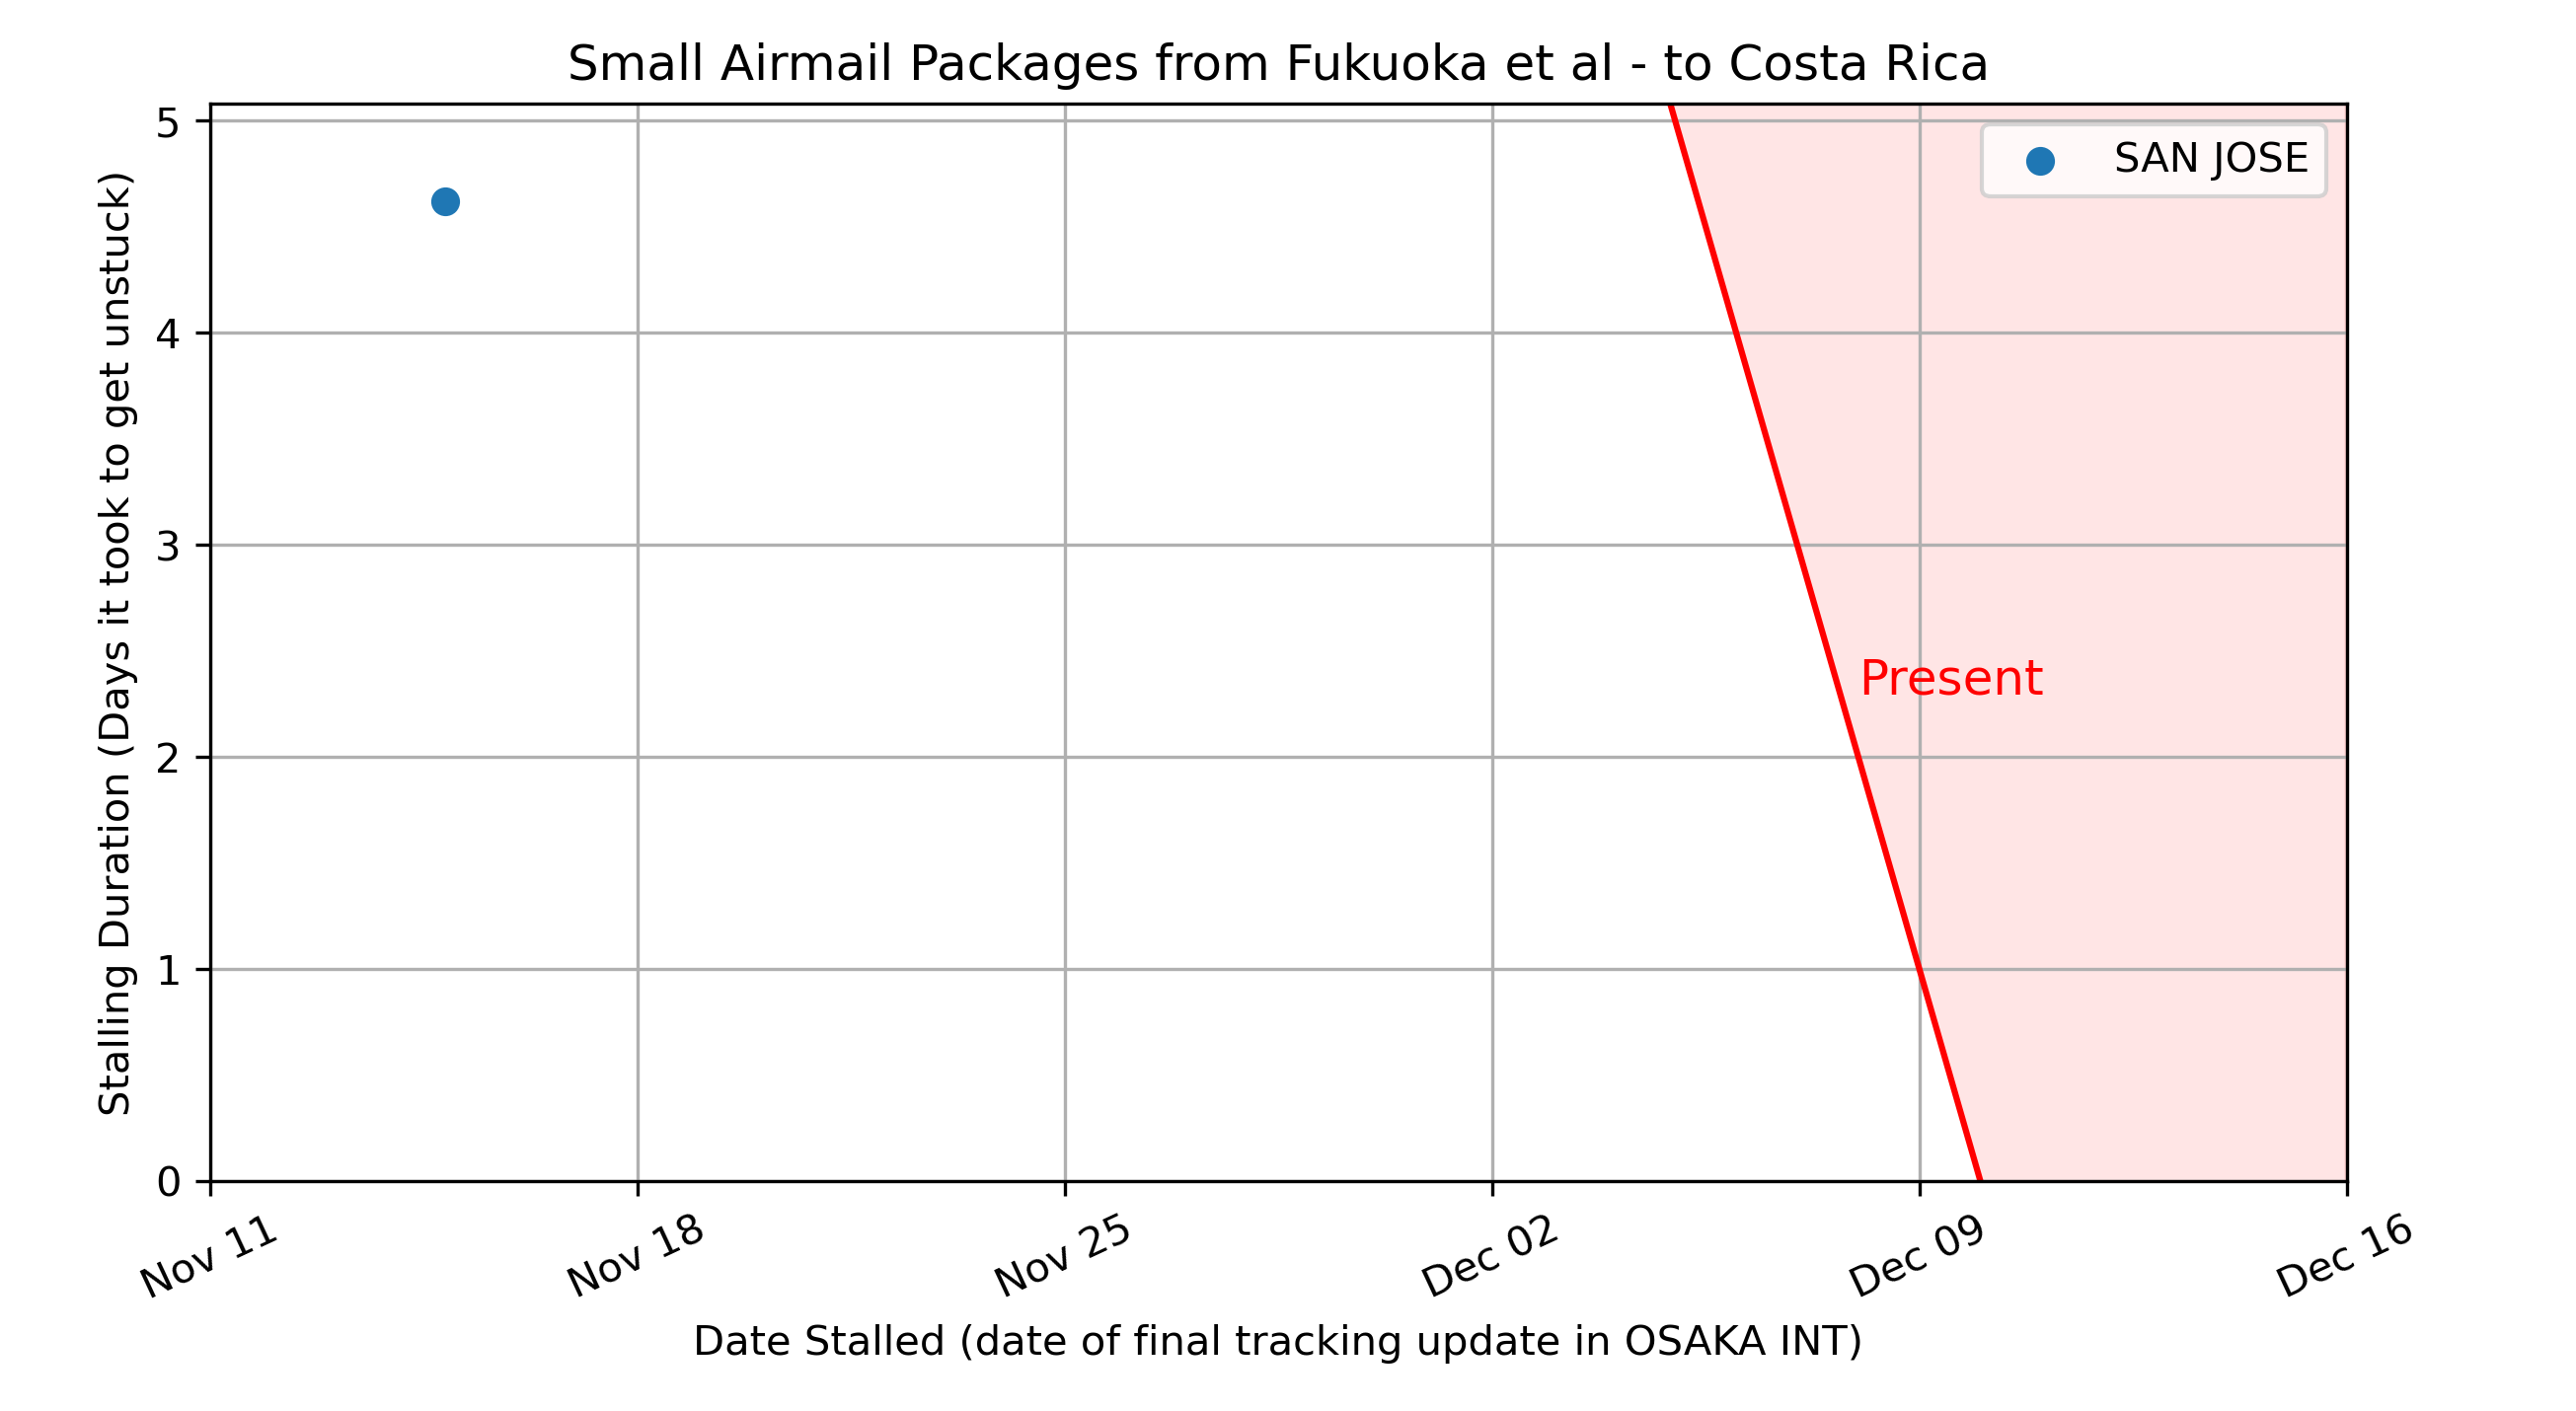 Small Airmail Packages from Fukuoka et al - to Costa Rica
SAN JOSE
Present
Stalling Duration (Days it took to get unstuck)
5
4
3
2
1
0
Nov 11
Nov 18
Nov 25
Dec 02
Dec 09
Dec 16
Date Stalled (date of final tracking update in OSAKA INT)